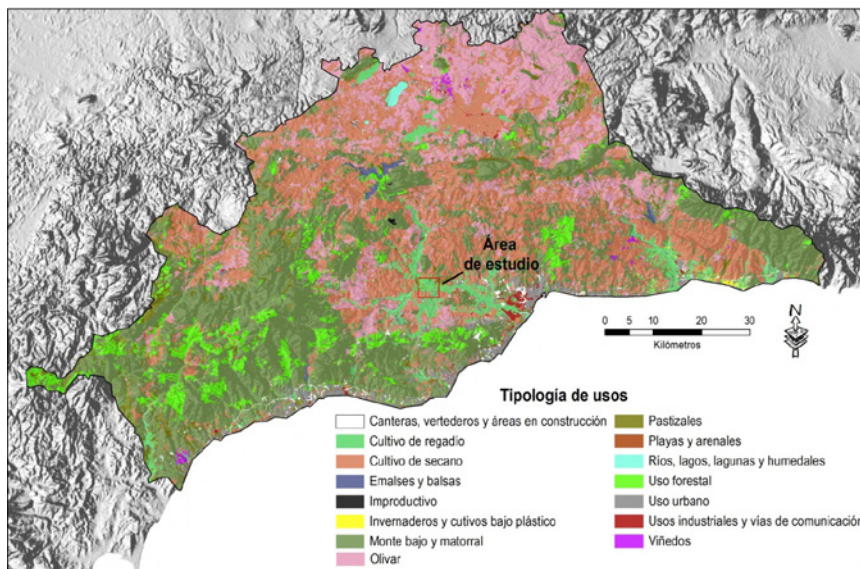 Área
de estudio
N
0 5 10 20 30
Kilómetros
Tipología de usos
Canteras, vertederos y áreas en construcción
Cultivo de regadio
Cultivo de secano
Emalses y balsas
Improductivo
Invernaderos y cutivos bajo plástico
Monte bajo y matorral
Olivar
Pastizales
Playas y arenales
Ríos, lagos, lagunas y humedales
Uso forestal
Uso urbano
Usos industriales y vías de comunicación
Viñedos